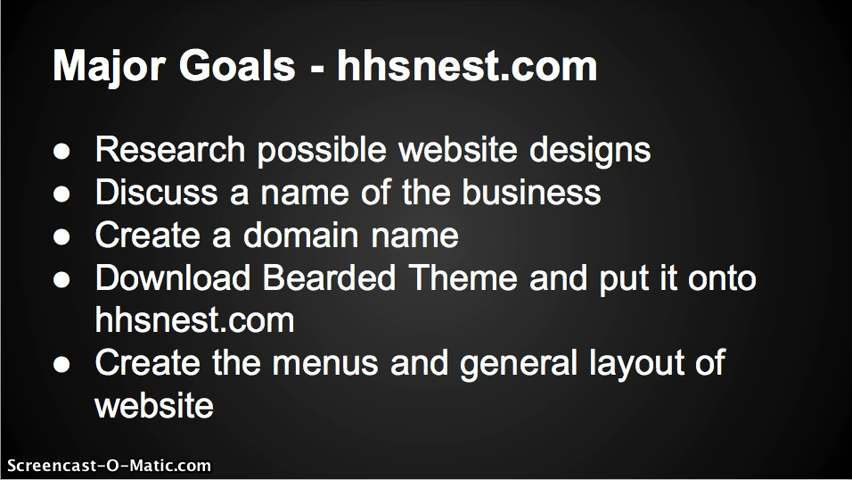 Major Goals - hhsnest.com
● Research possible website designs
● Discuss a name of the business
● Create a domain name
● Download Bearded Theme and put it onto
hhsnest.com
● Create the menus and general layout of
website
Screencast-O-Matic.com